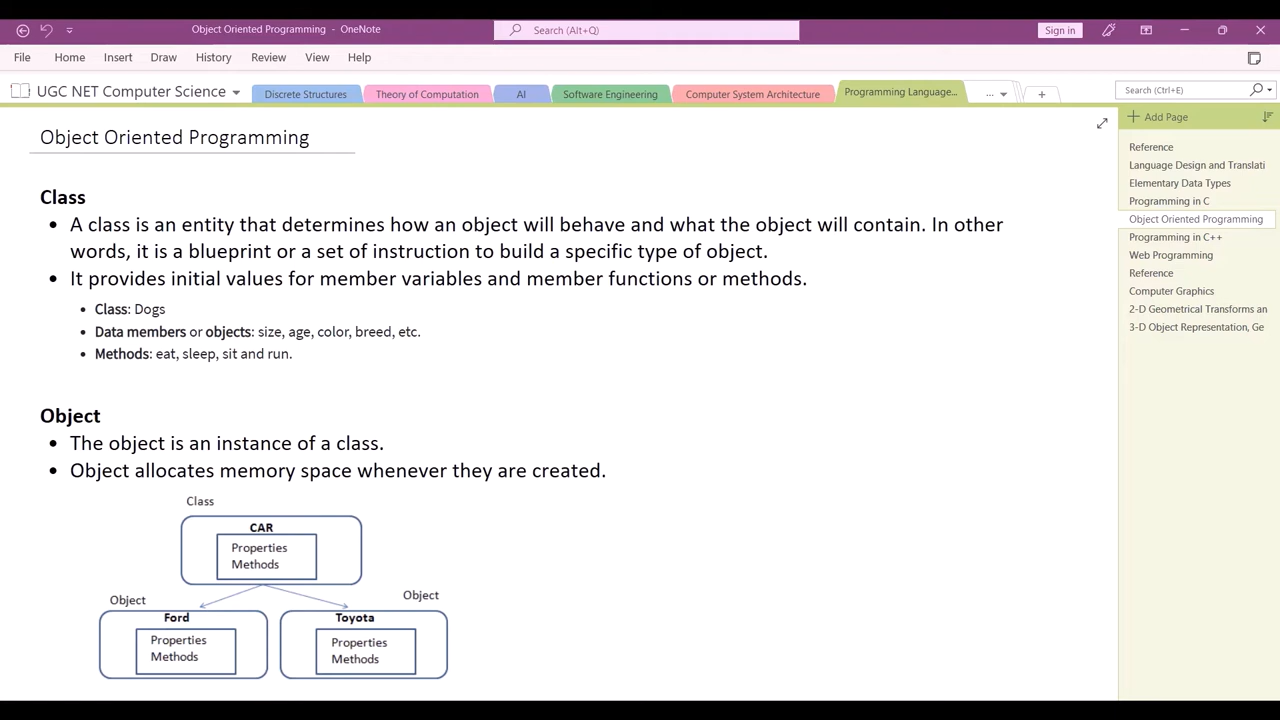 Object Oriented Programming - OneNote
Search (Alt+Q)
Sign in
File Home Insert Draw History Review View Help
UGC NET Computer Science
Discrete Structures Theory of Computation AI Software Engineering Computer System Architecture Programming Language... ... +
Search (Ctrl+E)
Add Page
Reference
Language Design and Translati
Elementary Data Types
Programming in C
Object Oriented Programming
Programming in C++
Web Programming
Reference
Computer Graphics
2-D Geometrical Transforms an
3-D Object Representation, Ge
Object Oriented Programming
Class
• A class is an entity that determines how an object will behave and what the object will contain. In other
words, it is a blueprint or a set of instruction to build a specific type of object.
• It provides initial values for member variables and member functions or methods.
• Class: Dogs
• Data members or objects: size, age, color, breed, etc.
• Methods: eat, sleep, sit and run.
Object
• The object is an instance of a class.
• Object allocates memory space whenever they are created.
Class
CAR
Properties
Methods
Object
Ford
Properties
Methods
Object
Toyota
Properties
Methods